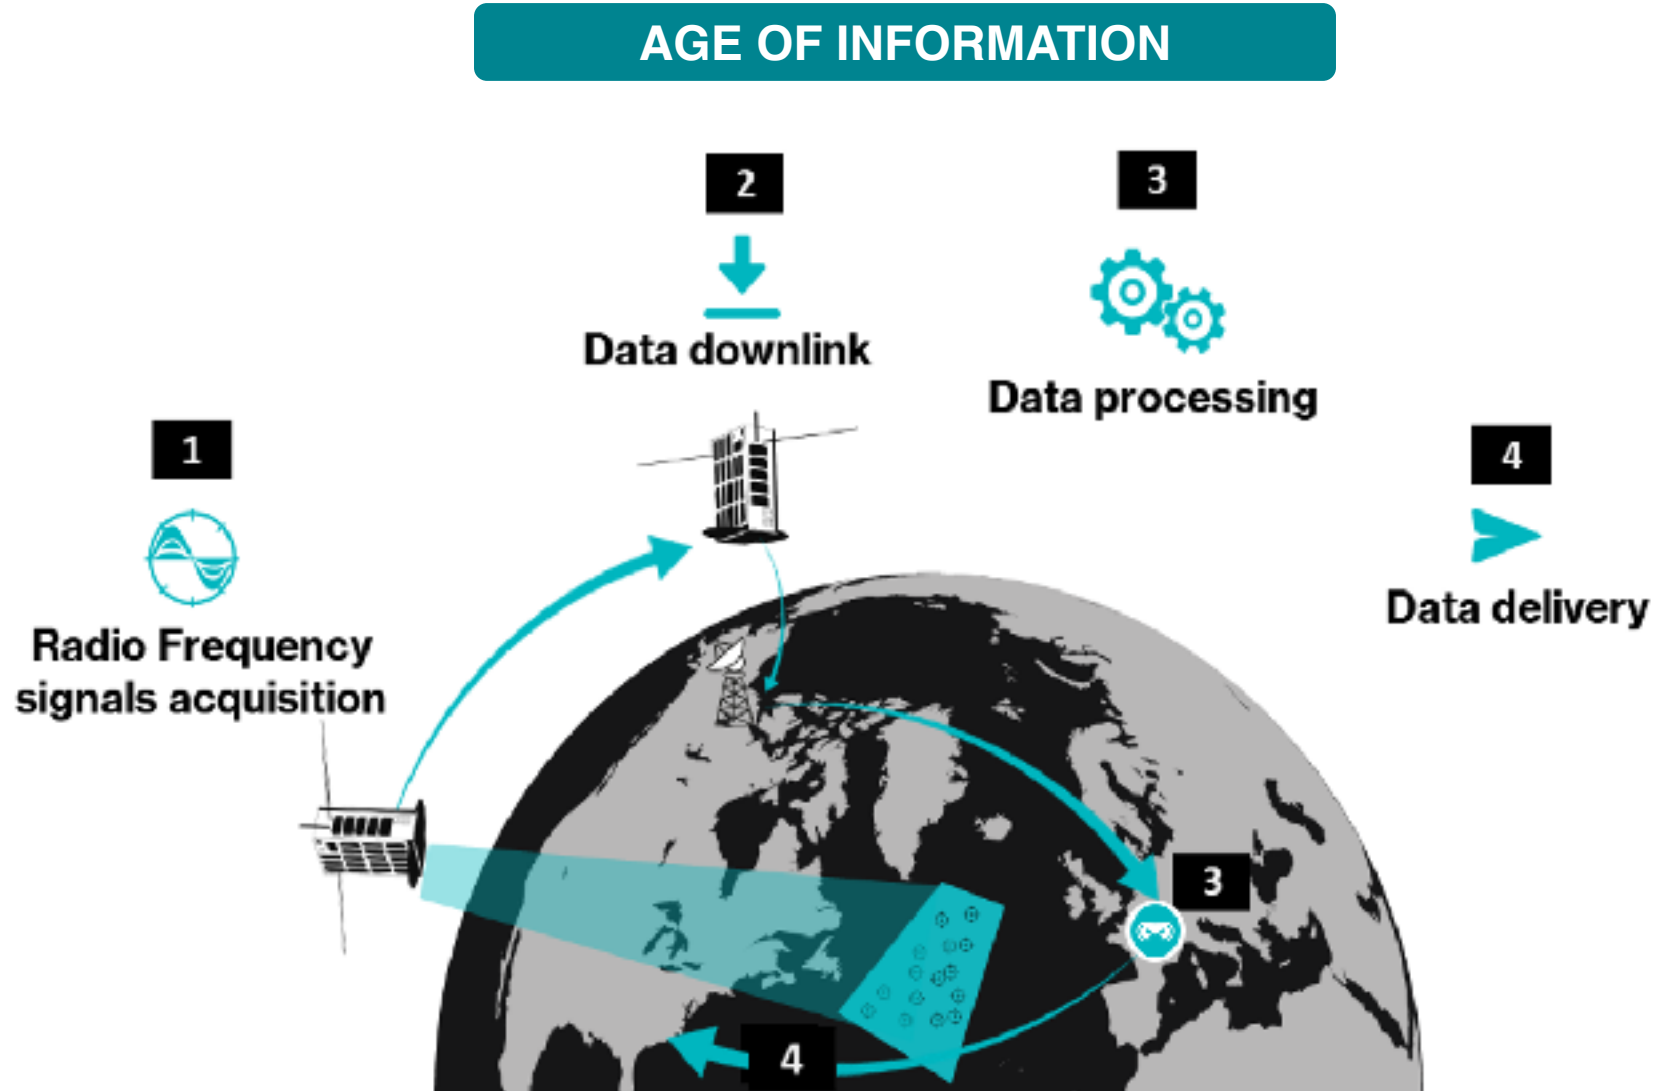 AGE OF INFORMATION
2
Data downlink
3
Data processing
1
Radio Frequency
signals acquisition
4
Data delivery
3
4